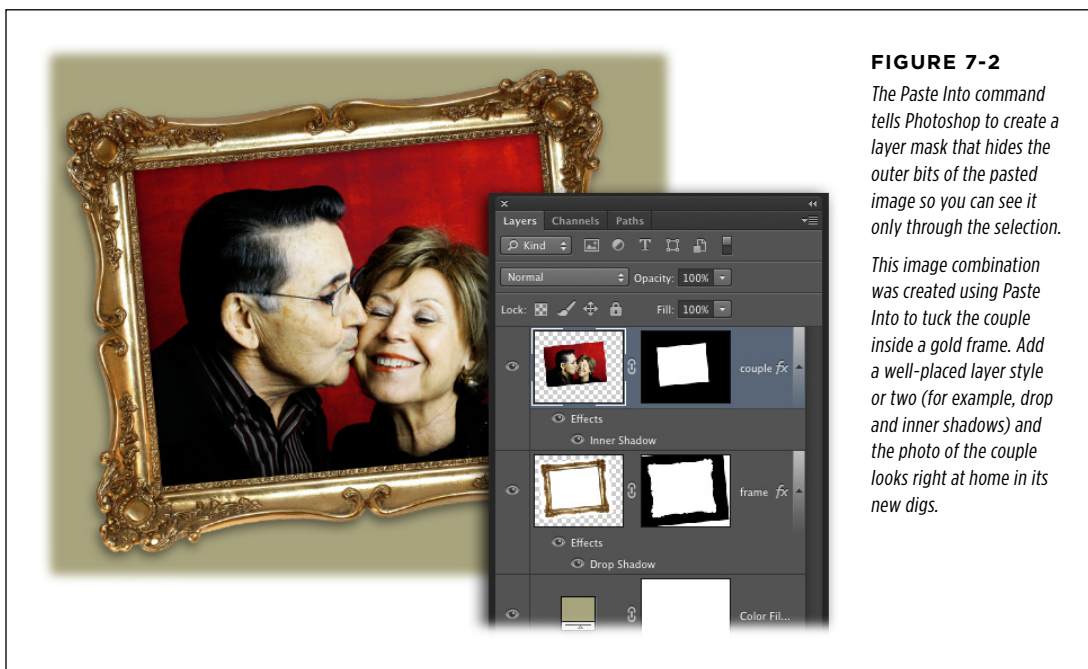 FIGURE 7-2
The Paste Into command
tells Photoshop to create a
layer mask that hides the
outer bits of the pasted
image so you can see it
only through the selection.
This image combination
was created using Paste
Into to tuck the couple
inside a gold frame. Add
a well-placed layer style
or two (for example, drop
and inner shadows) and
the photo of the couple
looks right at home in its
new digs.
Layers Channels Paths
Kind
Normal Opacity: 100%
Lock: Fill: 100%
couple fx
Effects
Inner Shadow
frame fx
Effects
Drop Shadow
Color Fil...